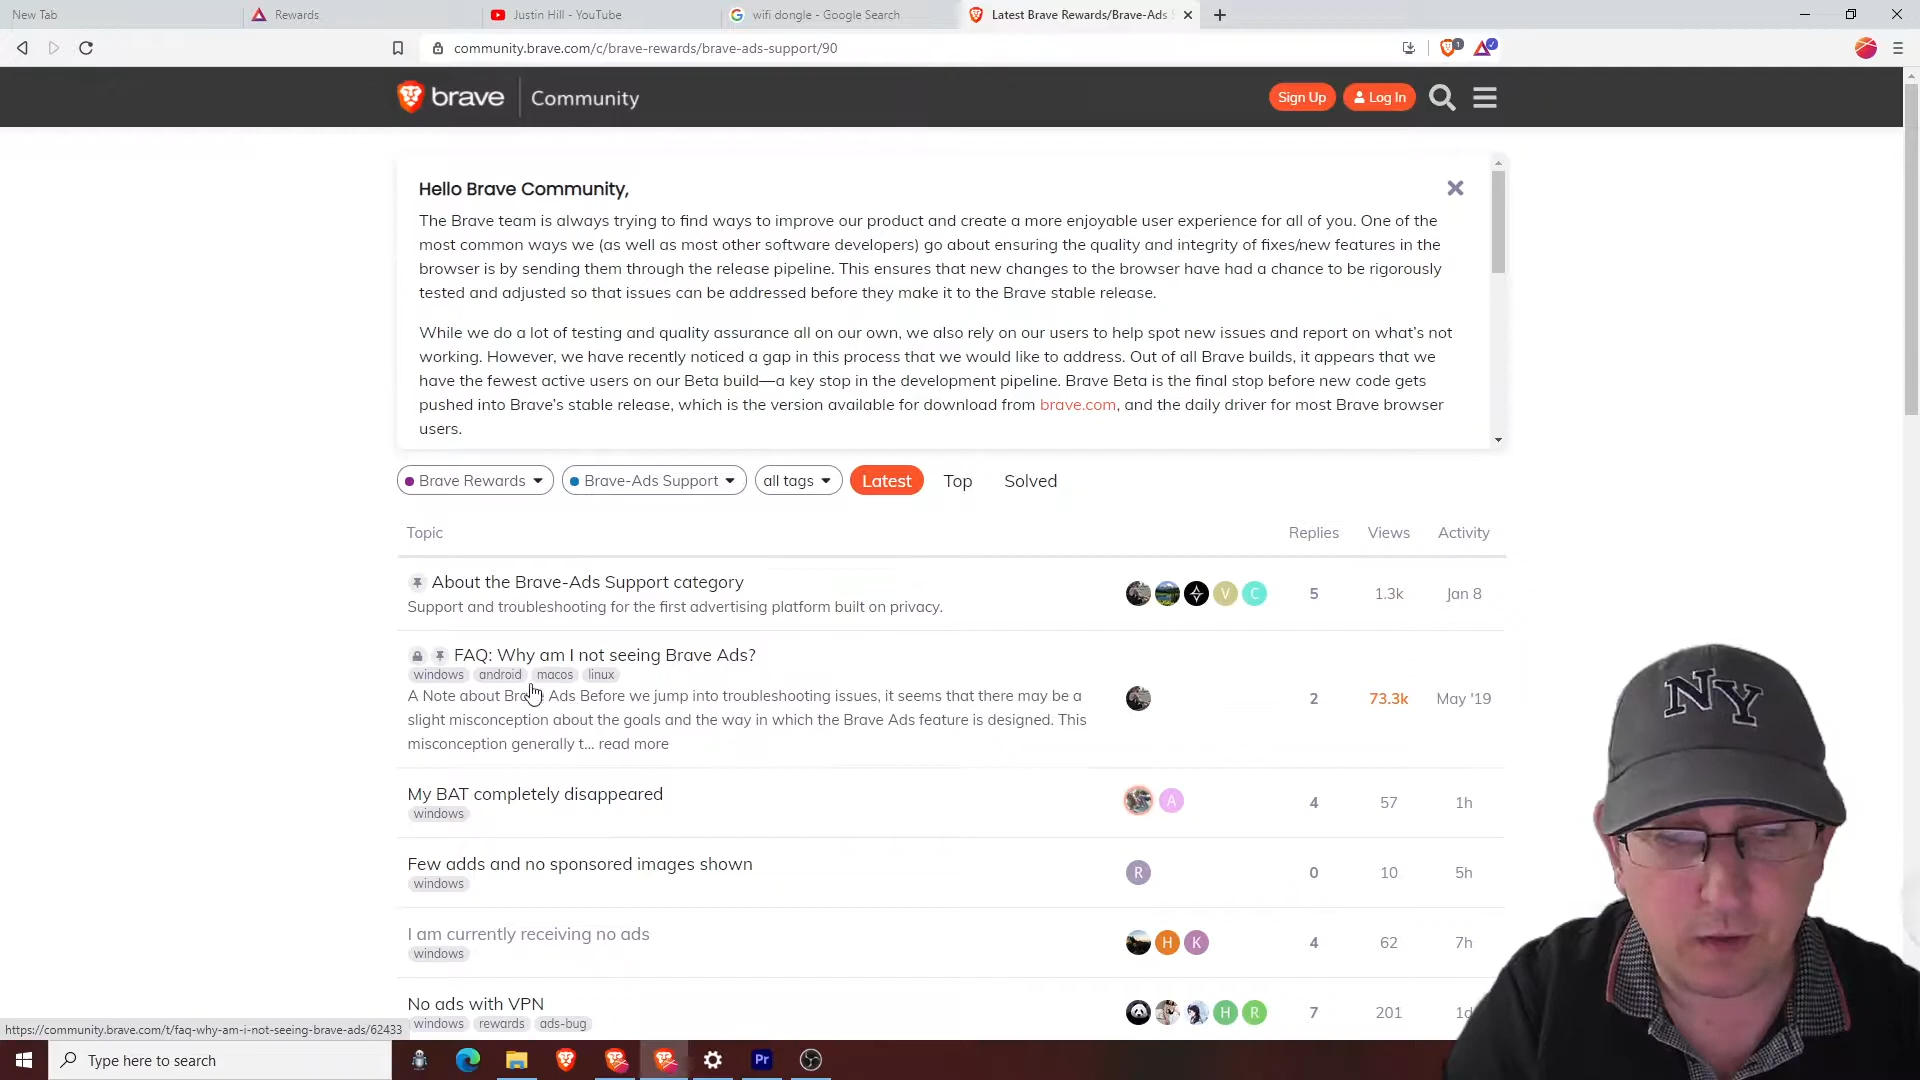 New Tab
Rewards
Justin Hill - YouTube
wifi dongle - Google Search
Latest Brave Rewards/Brave-Ads
community.brave.com/c/brave-rewards/brave-ads-support/90
1
brave Community
Sign Up
Log In
Hello Brave Community,
The Brave team is always trying to find ways to improve our product and create a more enjoyable user experience for all of you. One of the
most common ways we (as well as most other software developers) go about ensuring the quality and integrity of fixes/new features in the
browser is by sending them through the release pipeline. This ensures that new changes to the browser have had a chance to be rigorously
tested and adjusted so that issues can be addressed before they make it to the Brave stable release.
While we do a lot of testing and quality assurance all on our own, we also rely on our users to help spot new issues and report on what's not
working. However, we have recently noticed a gap in this process that we would like to address. Out of all Brave builds, it appears that we
have the fewest active users on our Beta build—a key stop in the development pipeline. Brave Beta is the final stop before new code gets
pushed into Brave's stable release, which is the version available for download from brave.com, and the daily driver for most Brave browser
users.
Brave Rewards
Brave-Ads Support
all tags
Latest
Top
Solved
Topic Replies Views Activity
About the Brave-Ads Support category
Support and troubleshooting for the first advertising platform built on privacy.
V C 5 1.3k Jan 8
FAQ: Why am I not seeing Brave Ads?
windows android macos linux
A Note about Brave Ads Before we jump into troubleshooting issues, it seems that there may be a
slight misconception about the goals and the way in which the Brave Ads feature is designed. This
misconception generally t... read more
2 73.3k May '19
My BAT completely disappeared
windows
A 4 57 1h
Few adds and no sponsored images shown
windows
R 0 10 5h
I am currently receiving no ads
windows
H K 4 62 7h
No ads with VPN
windows rewards ads-bug
H R 7 201 1d
https://community.brave.com/t/faq-why-am-i-not-seeing-brave-ads/62433
Type here to search
Pr
NY